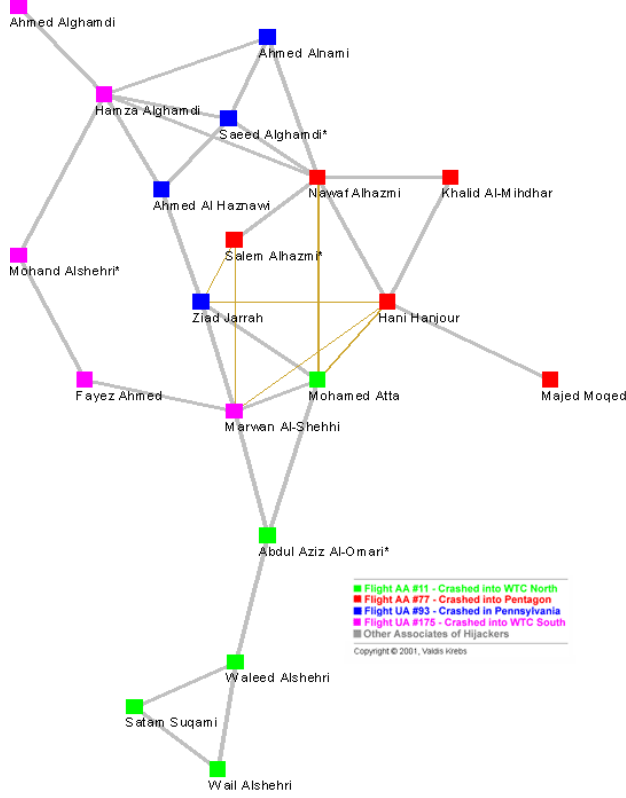 Ahmed Alghamdi
Ahmed Alnami
Hamza Alghamdi
Saeed Alghamdi*
Nawaf Alhazmi
Khalid Al-Mihdhar
Ahmed Al Haznawi
Salem Alhazmi*
Mohand Alshehri*
Ziad Jarrah
Hani Hanjour
Fayez Ahmed
Mohamed Atta
Majed Moqed
Marwan Al-Shehhi
Abdul Aziz Al-Omari*
Flight AA #11 - Crashed into WTC North
Flight AA #77 - Crashed into Pentagon
Flight UA #93 - Crashed in Pennsylvania
Flight UA #175 - Crashed into WTC South
Other Associates of Hijackers
Copyright © 2001, Valdis Krebs
Waleed Alshehri
Satam Suqami
Wail Alshehri